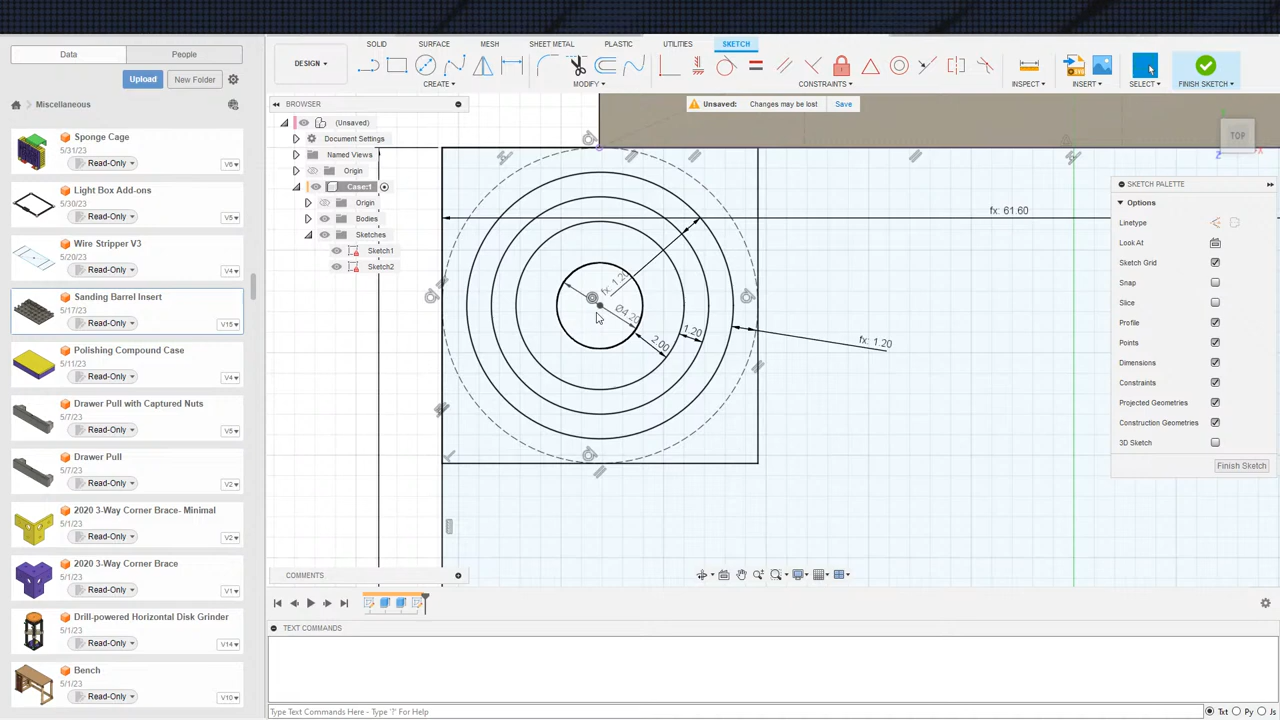 SOLID SURFACE MESH SHEET METAL PLASTIC UTILITIES SKETCH
Data People
DESIGN
CREATE MODIFY CONSTRAINTS INSPECT INSERT SELECT FINISH SKETCH
Upload New Folder
Miscellaneous
BROWSER
Unsaved: Changes may be lost Save
(Unsaved)
Document Settings
Named Views
Origin
Case:1
Origin
Bodies
Sketches
Sketch1
Sketch2
TOP
Z
X
Sponge Cage
5/31/23
Read-Only V6
Light Box Add-ons
5/30/23
Read-Only V5
Wire Stripper V3
5/20/23
Read-Only V4
Sanding Barrel Insert
5/17/23
Read-Only V15
Polishing Compound Case
5/11/23
Read-Only V4
Drawer Pull with Captured Nuts
5/7/23
Read-Only V5
Drawer Pull
5/7/23
Read-Only V2
2020 3-Way Corner Brace- Minimal
5/1/23
Read-Only V2
2020 3-Way Corner Brace
5/1/23
Read-Only V1
Drill-powered Horizontal Disk Grinder
5/1/23
Read-Only V14
Bench
5/1/23
Read-Only V10
fx: 61.60
fx: 1.20
Ø4.20
2.00
1.20
fx: 1.20
SKETCH PALETTE
Options
Linetype
Look At
Sketch Grid
Snap
Slice
Profile
Points
Dimensions
Constraints
Projected Geometries
Construction Geometries
3D Sketch
Finish Sketch
COMMENTS
TEXT COMMANDS
Type Text Commands Here - Type '?' For Help
Txt Py Js